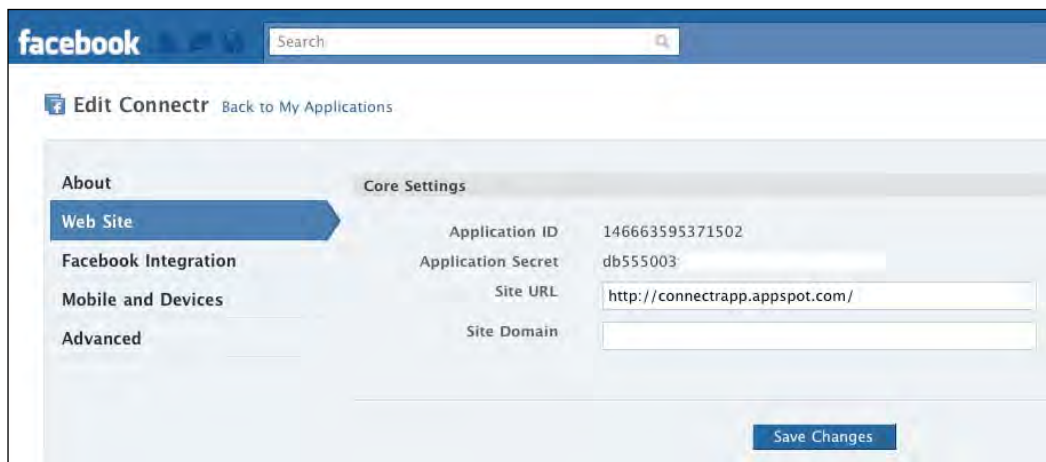 facebook
Search
Edit Connectr Back to My Applications
About
Web Site
Facebook Integration
Mobile and Devices
Advanced
Core Settings
Application ID 146663595371502
Application Secret db555003
Site URL http://connectrapp.appspot.com/
Site Domain
Save Changes